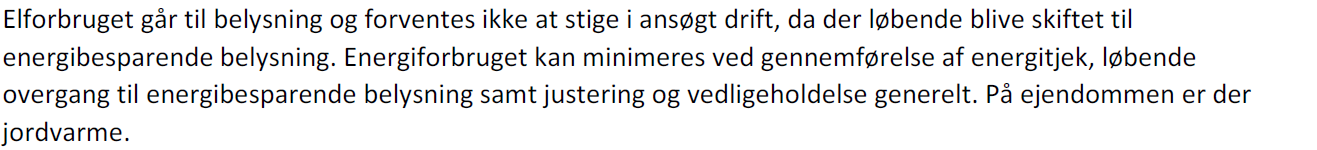 Elforbruget går til belysning og forventes ikke at stige i ansøgt drift, da der løbende blive skiftet til
energibesparende belysning. Energiforbruget kan minimeres ved gennemførelse af energitjek, løbende
overgang til energibesparende belysning samt justering og vedligeholdelse generelt. På ejendommen er der
jordvarme.